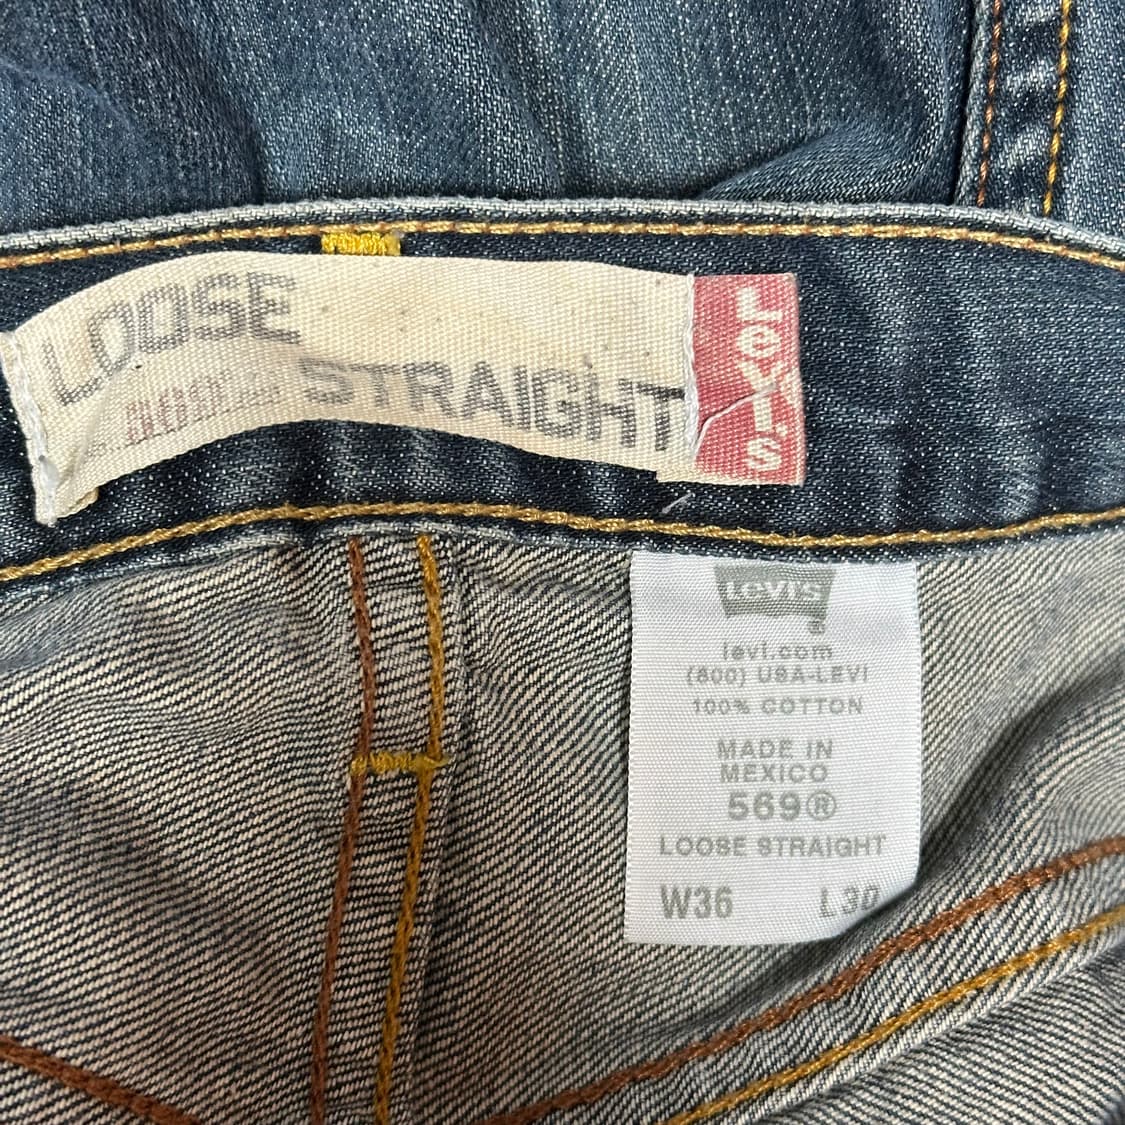 LOOSE
STRAIGHT
LEVI'S
LEVI'S
®
levi.com
(800) USA-LEVI
100% COTTON
MADE IN
MEXICO
569®
LOOSE STRAIGHT
W36 L30